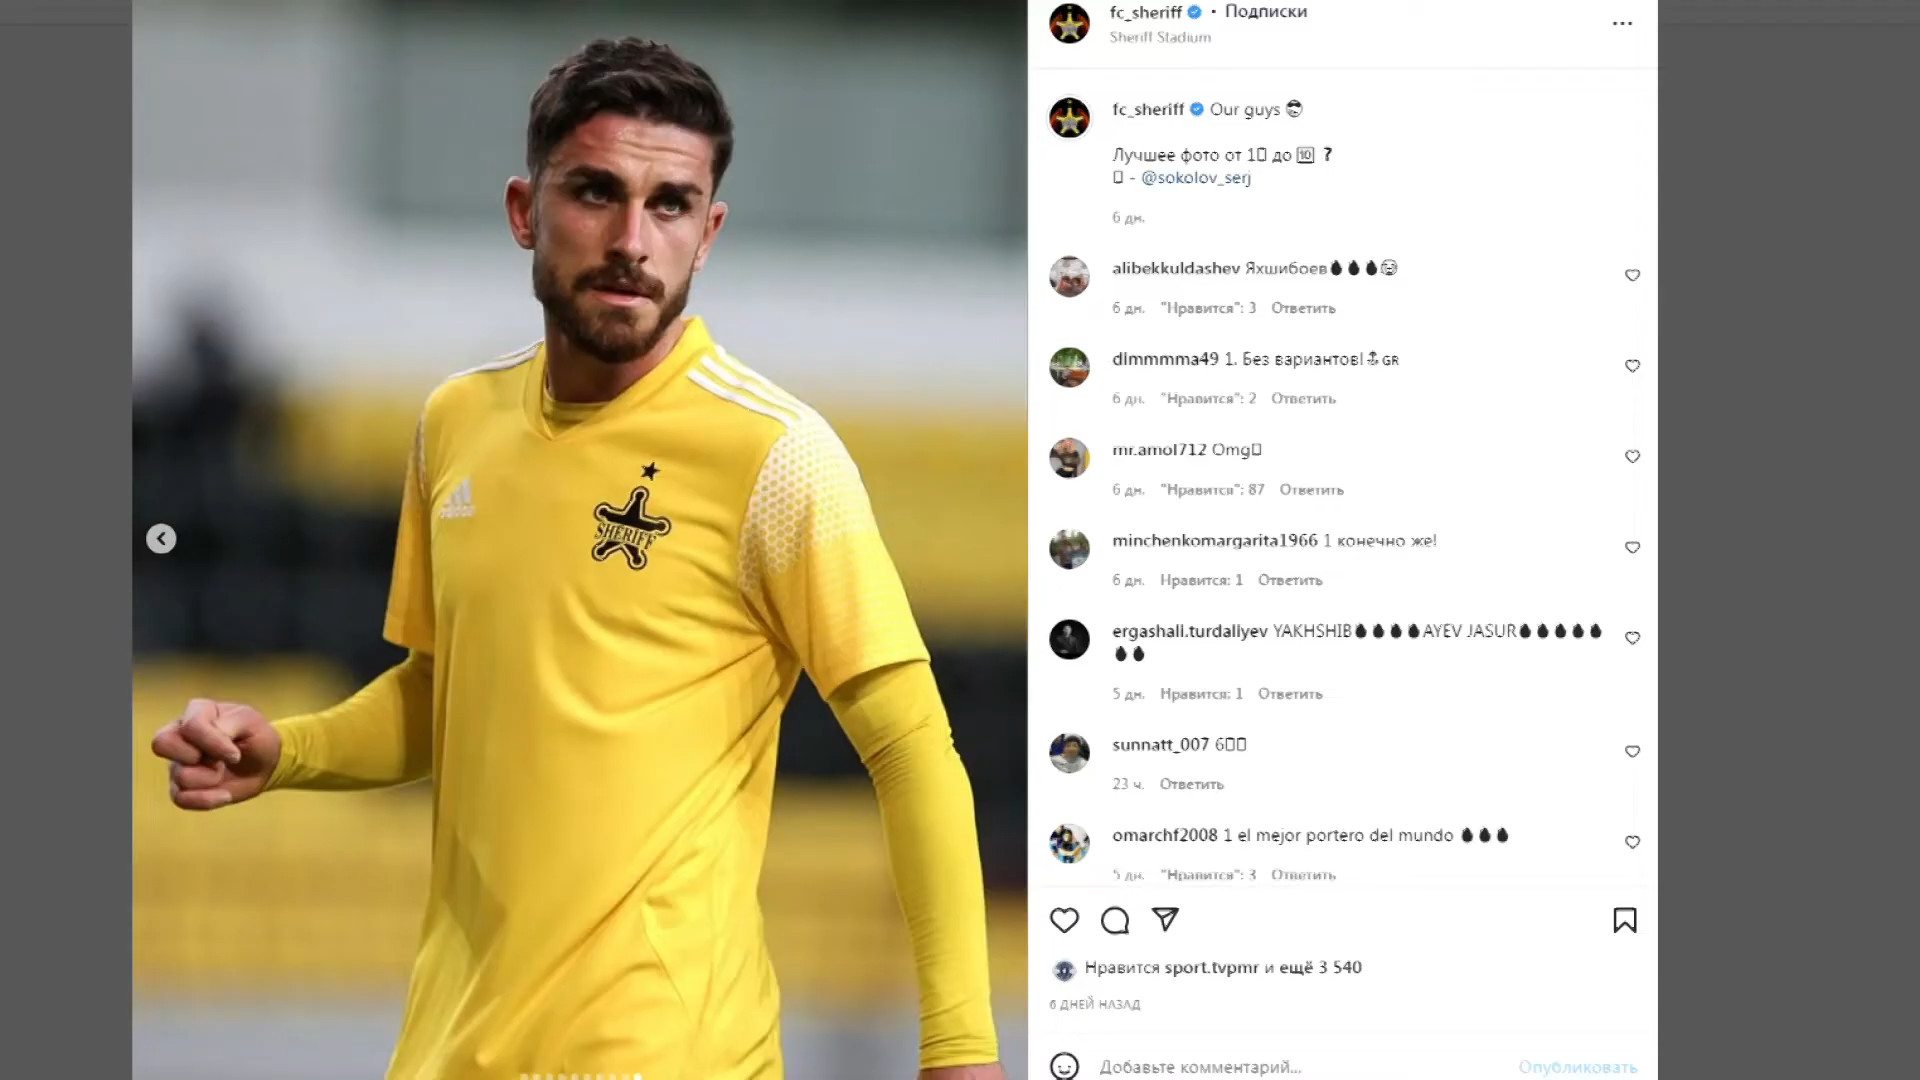 fc_sheriff • Подписки
Sheriff Stadium
fc_sheriff Our guys 😎
Лучшее фото от 1 до 🔟 ❓
- @sokolov_serj
6 дн.
alibekkuldashev Яхшибоев
6 дн. "Нравится": 3 Ответить
dimmmma49 1. Без вариантов!
6 дн. "Нравится": 2 Ответить
mr.amol712 Omg
6 дн. "Нравится": 87 Ответить
minchenkomargarita1966 1 конечно же!
6 дн. Нравится: 1 Ответить
ergashali.turdaliyev YAKHSHIB AYEV JASUR
5 дн. Нравится: 1 Ответить
sunnatt_007 6
23 ч. Ответить
omarchf2008 1 el mejor portero del mundo
5 дн. "Нравится": 3 Ответить
Нравится sport.tvpmr и ещё 3 540
6 ДНЕЙ НАЗАД
Добавьте комментарий...
Опубликовать
adidas
SHERIFF